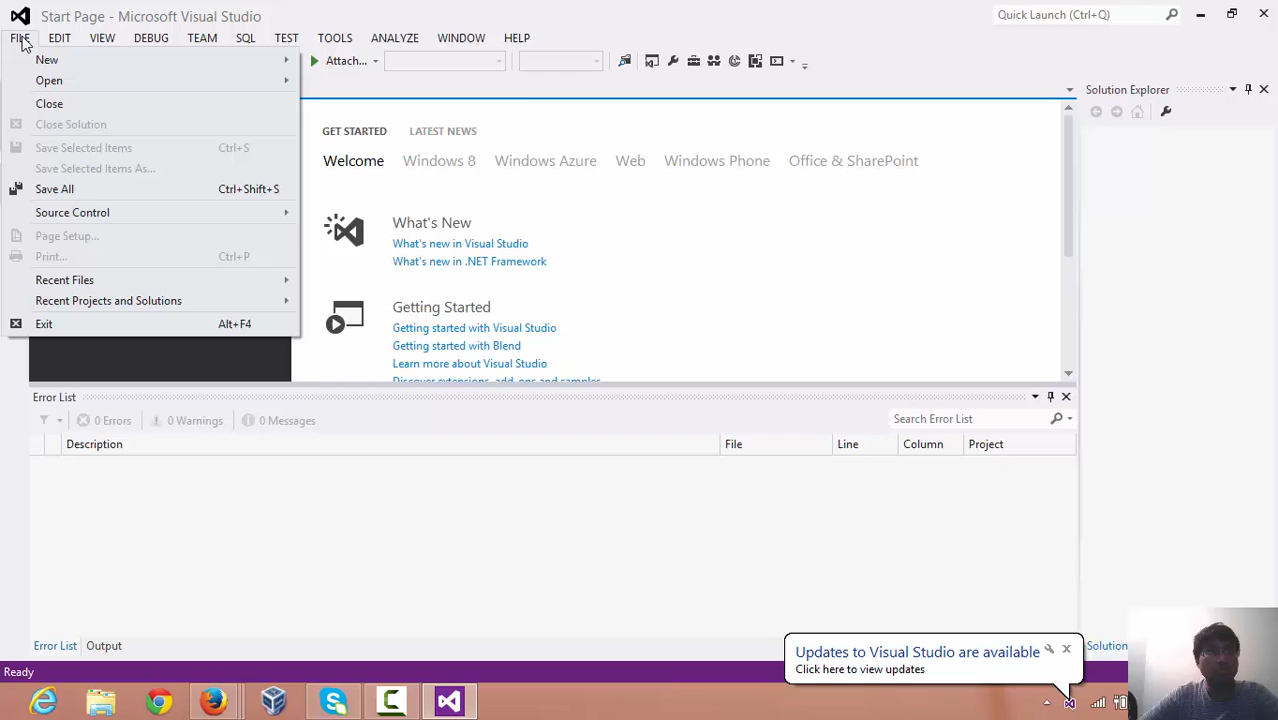 Start Page - Microsoft Visual Studio
Quick Launch (Ctrl+Q)
FILE EDIT VIEW DEBUG TEAM SQL TEST TOOLS ANALYZE WINDOW HELP
Attach...
New
Open
Close
Close Solution
Save Selected Items Ctrl+S
Save Selected Items As...
Save All Ctrl+Shift+S
Source Control
Page Setup...
Print... Ctrl+P
Recent Files
Recent Projects and Solutions
Exit Alt+F4
GET STARTED LATEST NEWS
Welcome Windows 8 Windows Azure Web Windows Phone Office & SharePoint
What's New
What's new in Visual Studio
What's new in .NET Framework
Getting Started
Getting started with Visual Studio
Getting started with Blend
Learn more about Visual Studio
Discover extensions, add-ons and samples
Solution Explorer
Error List
0 Errors 0 Warnings 0 Messages
Search Error List
Description File Line Column Project
Error List Output
Solution
Updates to Visual Studio are available
Click here to view updates
Ready